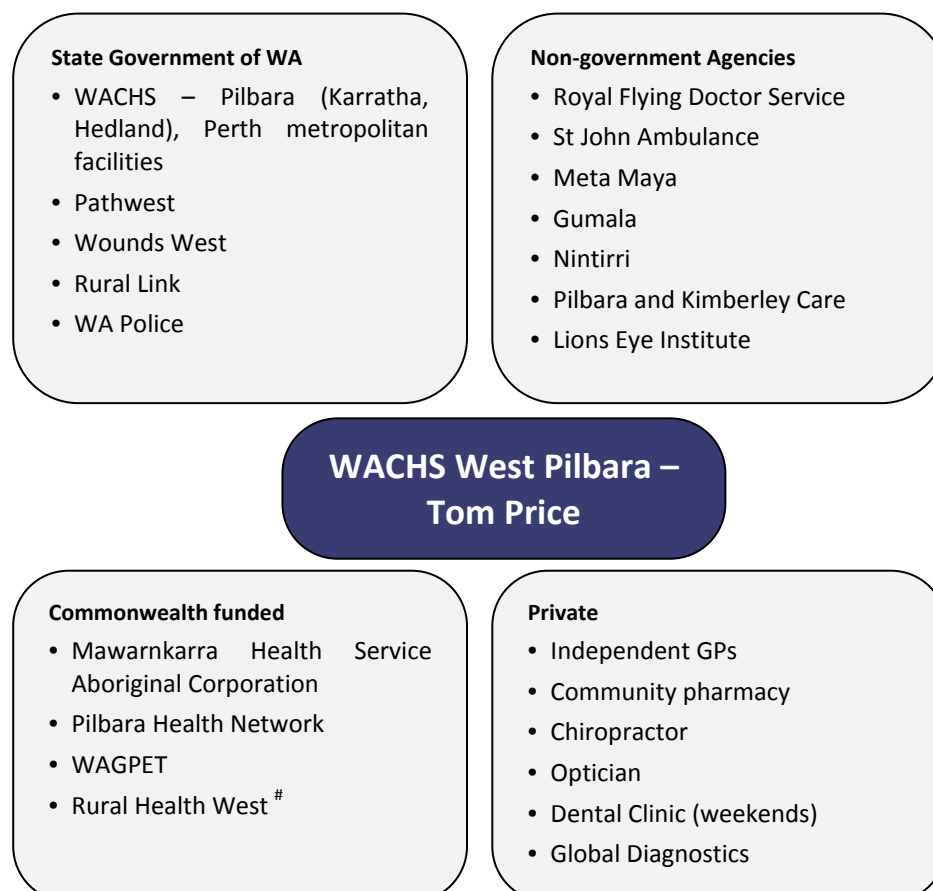 State Government of WA
• WACHS – Pilbara (Karratha,
Hedland), Perth metropolitan
facilities
• Pathwest
• Wounds West
• Rural Link
• WA Police
Non-government Agencies
• Royal Flying Doctor Service
• St John Ambulance
• Meta Maya
• Gumala
• Nintirri
• Pilbara and Kimberley Care
• Lions Eye Institute
WACHS West Pilbara –
Tom Price
Commonwealth funded
• Mawarnkarra Health Service
Aboriginal Corporation
• Pilbara Health Network
• WAGPET
• Rural Health West #
Private
• Independent GPs
• Community pharmacy
• Chiropractor
• Optician
• Dental Clinic (weekends)
• Global Diagnostics